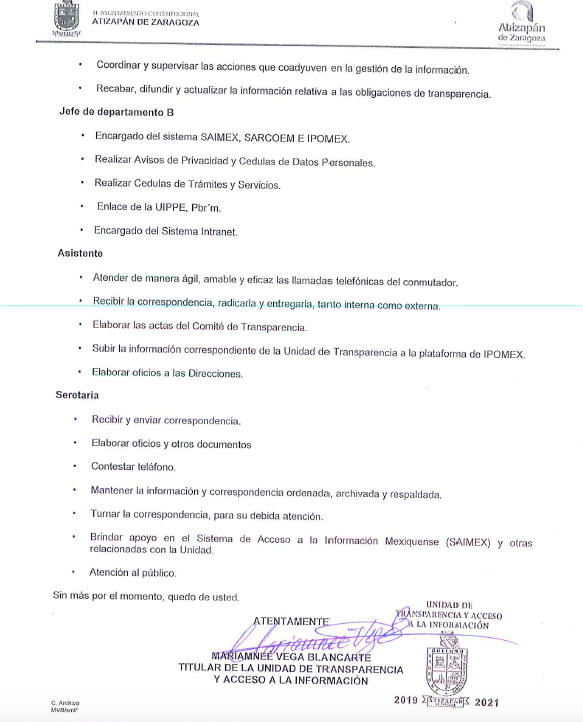 H. AYUNTAMIENTO CONSTITUCIONAL
ATIZAPÁN DE ZARAGOZA
Atizapán
de Zaragoza
• Coordinar y supervisar las acciones que coadyuven en la gestión de la información.
• Recabar, difundir y actualizar la información relativa a las obligaciones de transparencia.
Jefe de departamento B
• Encargado del sistema SAIMEX, SARCOEM E IPOMEX.
• Realizar Avisos de Privacidad y Cedulas de Datos Personales.
• Realizar Cedulas de Trámites y Servicios.
• Enlace de la UIPPE, Pbr´m.
• Encargado del Sistema Intranet.
Asistente
• Atender de manera ágil, amable y eficaz las llamadas telefónicas del conmutador.
• Recibir la correspondencia, radicarla y entregarla, tanto interna como externa.
• Elaborar las actas del Comité de Transparencia.
• Subir la información correspondiente de la Unidad de Transparencia a la plataforma de IPOMEX.
• Elaborar oficios a las Direcciones.
Seretaria
• Recibir y enviar correspondencia.
• Elaborar oficios y otros documentos
• Contestar teléfono.
• Mantener la información y correspondencia ordenada, archivada y respaldada.
• Turnar la correspondencia, para su debida atención.
• Brindar apoyo en el Sistema de Acceso a la Información Mexiquense (SAIMEX) y otras
relacionadas con la Unidad.
• Atención al público.
Sin más por el momento, quedo de usted.
UNIDAD DE
TRANSPARENCIA Y ACCESO
A LA INFORMACIÓN
ATENTAMENTE
Mariamnee Vega
MARIAMNEE VEGA BLANCARTE
TITULAR DE LA UNIDAD DE TRANSPARENCIA
Y ACCESO A LA INFORMACIÓN
2019 ATIZAPÁN 2021
C. Archivo
MVB/smt*